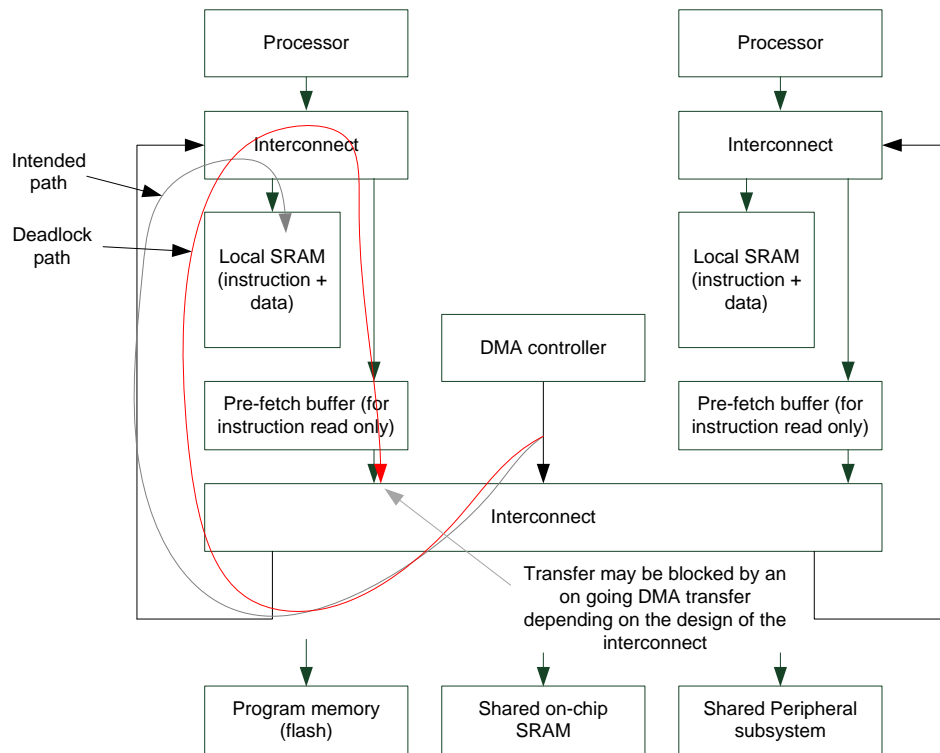 Processor
Processor
Interconnect
Interconnect
Intended
path
Deadlock
path
Local SRAM
(instruction +
data)
Local SRAM
(instruction +
data)
DMA controller
Pre-fetch buffer (for
instruction read only)
Pre-fetch buffer (for
instruction read only)
Interconnect
Transfer may be blocked by an
on going DMA transfer
depending on the design of the
interconnect
Program memory
(flash)
Shared on-chip
SRAM
Shared Peripheral
subsystem